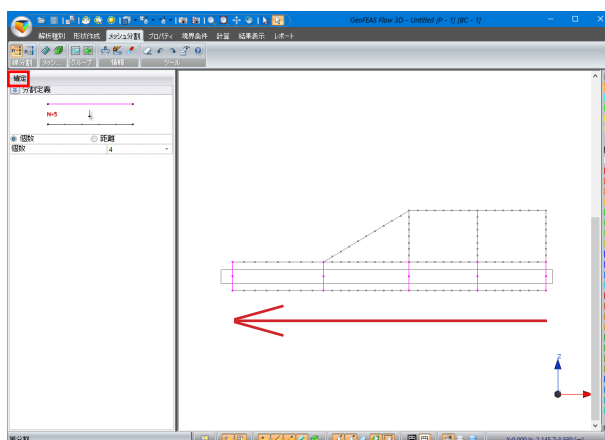 GeoFEAS Flow 3D - Untitled [P - 1] [BC - 1]
解析種別 形状作成 メッシュ分割 プロパティ 境界条件 計算 結果表示 レポート
線分割 メッシ... グループ 情報 ツール
確定
分割定義
N=5
個数 距離
個数 4
Z
線分割